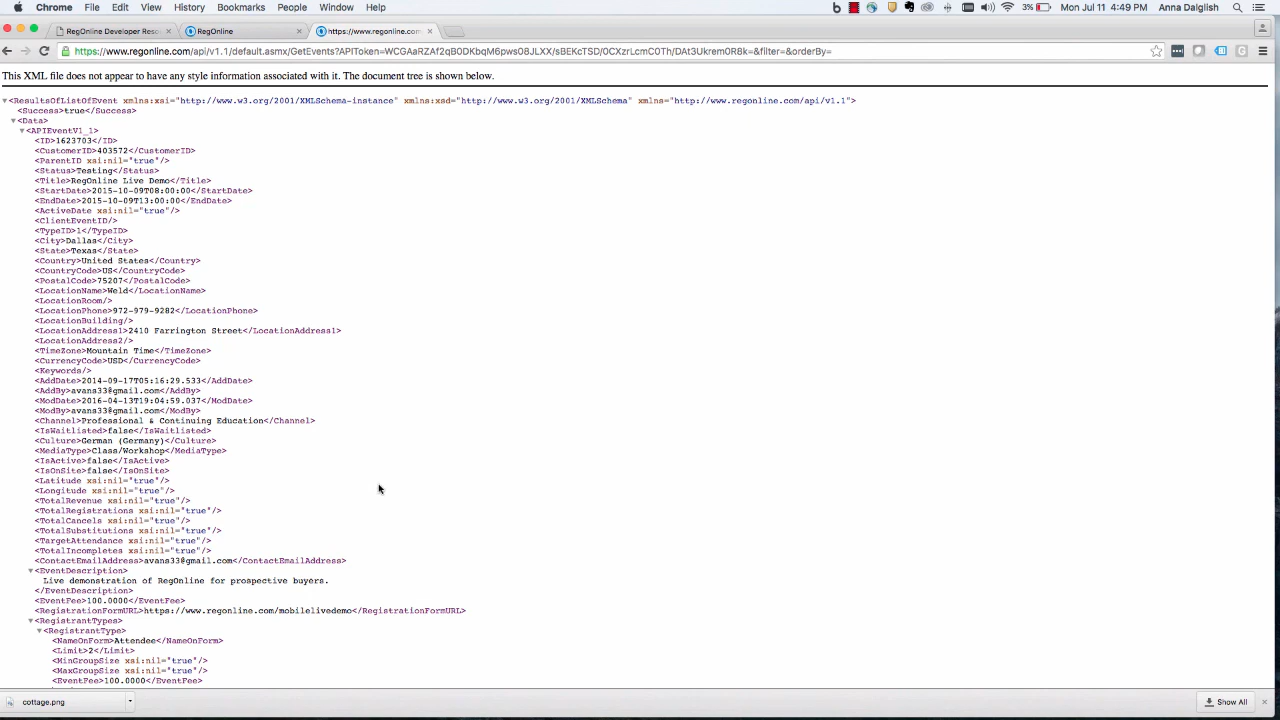 Chrome File Edit View History Bookmarks People Window Help 3% Mon Jul 11 4:49 PM Anna Dalglish
RegOnline Developer Reso × RegOnline × https://www.regonline.com ×
https://www.regonline.com/api/v1.1/default.asmx/GetEvents?APIToken=WCGAaRZAf2qB0DKbqM6pws08JLXX/sBEKcTSD/0CXzrLcmC0Th/DAt3Ukrem0R8k=&filter=&orderBy=
This XML file does not appear to have any style information associated with it. The document tree is shown below.
▼<ResultsOfListOfEvent xmlns:xsi="http://www.w3.org/2001/XMLSchema-instance" xmlns:xsd="http://www.w3.org/2001/XMLSchema" xmlns="http://www.regonline.com/api/v1.1">
<Success>true</Success>
▼<Data>
▼<APIEventV1_1>
<ID>1623703</ID>
<CustomerID>403572</CustomerID>
<ParentID xsi:nil="true"/>
<Status>Testing</Status>
<Title>RegOnline Live Demo</Title>
<StartDate>2015-10-09T08:00:00</StartDate>
<EndDate>2015-10-09T13:00:00</EndDate>
<ActiveDate xsi:nil="true"/>
<ClientEventID/>
<TypeID>1</TypeID>
<City>Dallas</City>
<State>Texas</State>
<Country>United States</Country>
<CountryCode>US</CountryCode>
<PostalCode>75207</PostalCode>
<LocationName>Weld</LocationName>
<LocationRoom/>
<LocationPhone>972-979-9282</LocationPhone>
<LocationBuilding/>
<LocationAddress1>2410 Farrington Street</LocationAddress1>
<LocationAddress2/>
<TimeZone>Mountain Time</TimeZone>
<CurrencyCode>USD</CurrencyCode>
<Keywords/>
<AddDate>2014-09-17T05:16:29.533</AddDate>
<AddBy>avans33@gmail.com</AddBy>
<ModDate>2016-04-13T19:04:59.037</ModDate>
<ModBy>avans33@gmail.com</ModBy>
<Channel>Professional & Continuing Education</Channel>
<IsWaitlisted>false</IsWaitlisted>
<Culture>German (Germany)</Culture>
<MediaType>Class/Workshop</MediaType>
<IsActive>false</IsActive>
<IsOnSite>false</IsOnSite>
<Latitude xsi:nil="true"/>
<Longitude xsi:nil="true"/>
<TotalRevenue xsi:nil="true"/>
<TotalRegistrations xsi:nil="true"/>
<TotalCancels xsi:nil="true"/>
<TotalSubstitutions xsi:nil="true"/>
<TargetAttendance xsi:nil="true"/>
<TotalIncompletes xsi:nil="true"/>
<ContactEmailAddress>avans33@gmail.com</ContactEmailAddress>
▼<EventDescription>
Live demonstration of RegOnline for prospective buyers.
</EventDescription>
<EventFee>100.0000</EventFee>
<RegistrationFormURL>https://www.regonline.com/mobilelivedemo</RegistrationFormURL>
▼<RegistrantTypes>
▼<RegistrantType>
<NameOnForm>Attendee</NameOnForm>
<Limit>2</Limit>
<MinGroupSize xsi:nil="true"/>
<MaxGroupSize xsi:nil="true"/>
<EventFee>100.0000</EventFee>
cottage.png Show All ×